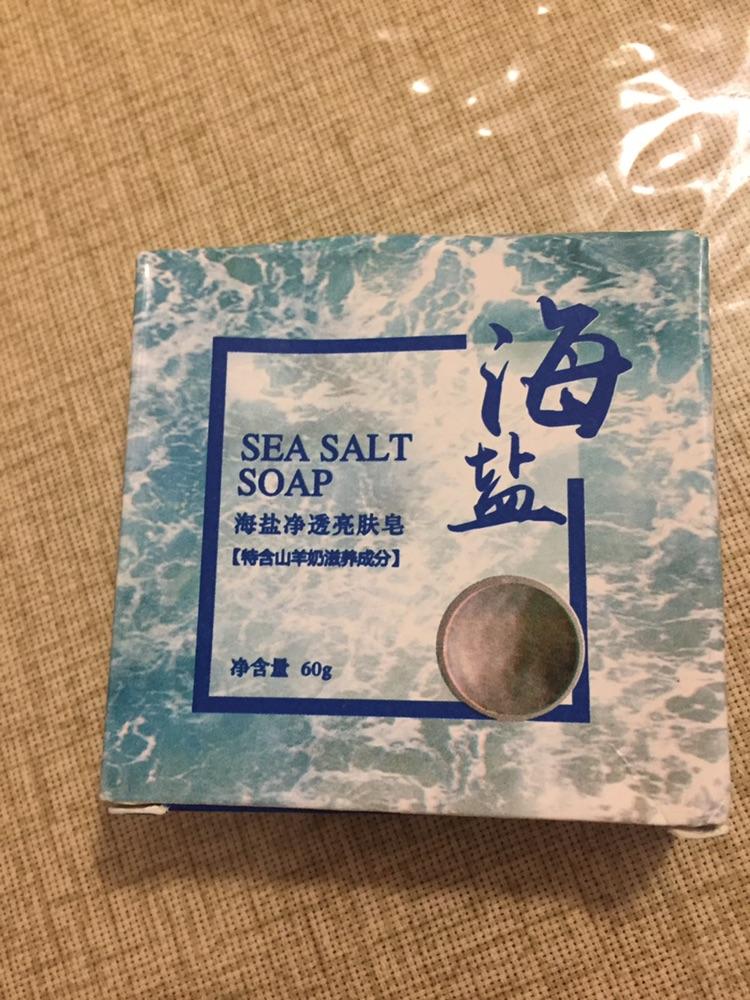 海盐
SEA SALT
SOAP
海盐净透亮肤皂
【特含山羊奶滋养成分】
净含量 60g